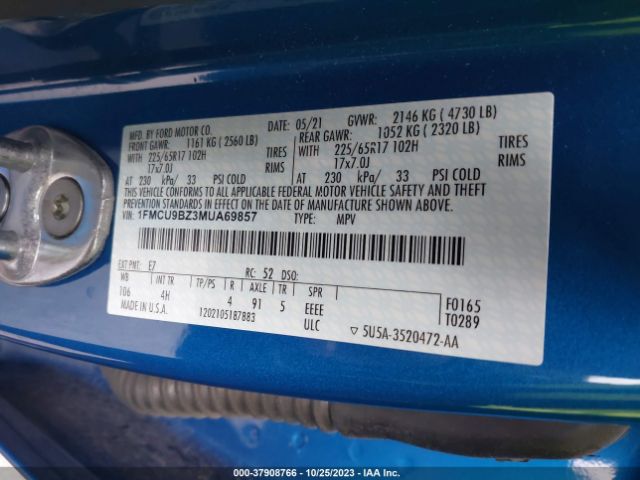 MFD. BY FORD MOTOR CO.
DATE: 05/21 GVWR: 2146 KG ( 4730 LB)
FRONT GAWR: 1161 KG ( 2560 LB) REAR GAWR: 1052 KG ( 2320 LB)
WITH 225/65R17 102H TIRES WITH 225/65R17 102H TIRES
17x7.0J RIMS 17x7.0J RIMS
AT 230 kPa/ 33 PSI COLD AT 230 kPa/ 33 PSI COLD
THIS VEHICLE CONFORMS TO ALL APPLICABLE FEDERAL MOTOR VEHICLE SAFETY AND THEFT
PREVENTION STANDARDS IN EFFECT ON THE DATE OF MANUFACTURE SHOWN ABOVE.
VIN: 1FMCU9BZ3MUA69857 TYPE: MPV
EXT PNT: E7 RC: 52 DSO:
WB INT TR TP/PS R AXLE TR SPR
106 4H 4 91 5 EEEE F0165
MADE IN U.S.A. 1202105187883 ULC T0289
5U5A-3520472-AA
000-37908766 - 10/25/2023 - IAA Inc.